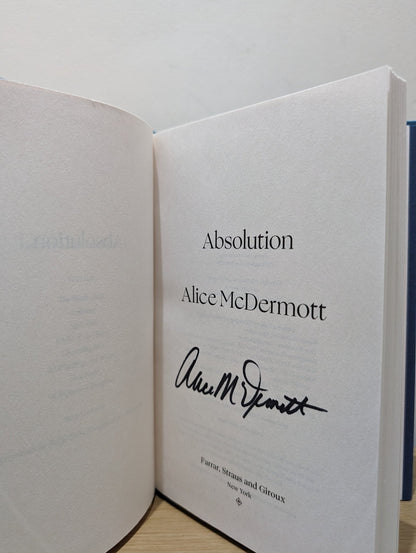 Absolution
Alice McDermott
Alice McDermott
Farrar, Straus and Giroux
New York